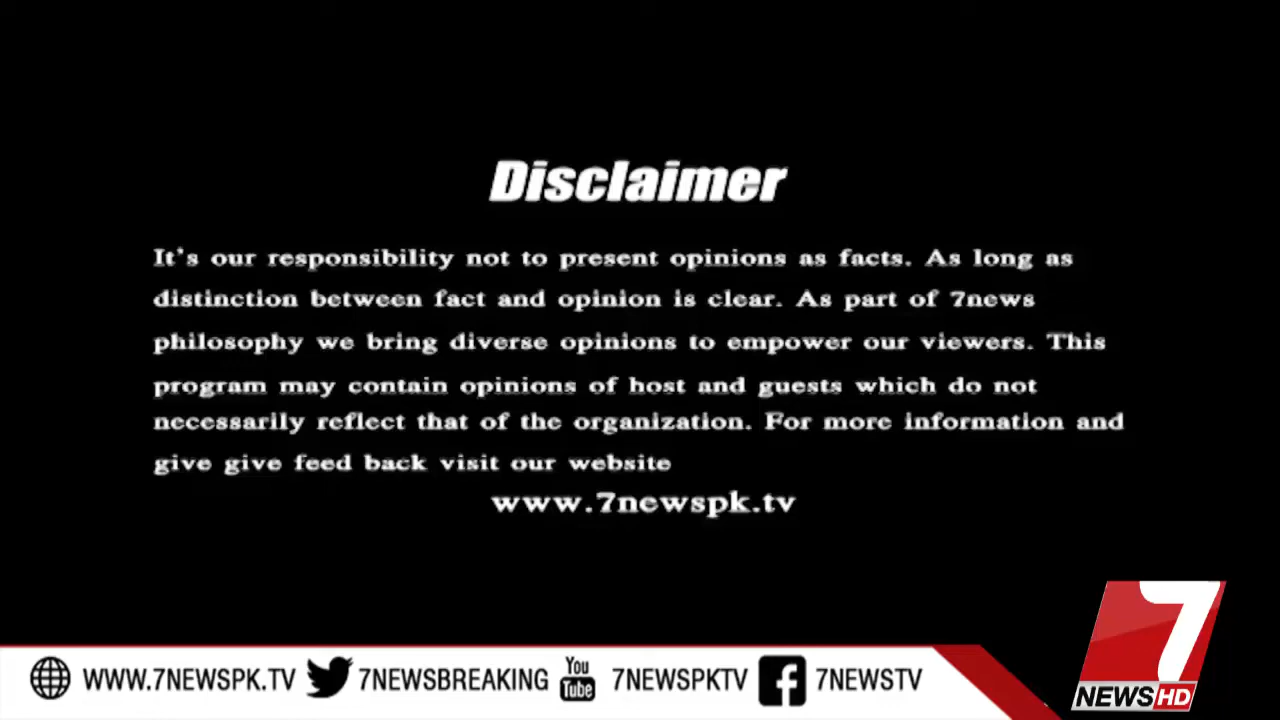 Disclaimer
It's our responsibility not to present opinions as facts. As long as
distinction between fact and opinion is clear. As part of 7news
philosophy we bring diverse opinions to empower our viewers. This
program may contain opinions of host and guests which do not
necessarily reflect that of the organization. For more information and
give give feed back visit our website
www.7newspk.tv
7
NEWS HD
WWW.7NEWSPK.TV 7NEWSBREAKING You Tube 7NEWSPKTV f 7NEWSTV